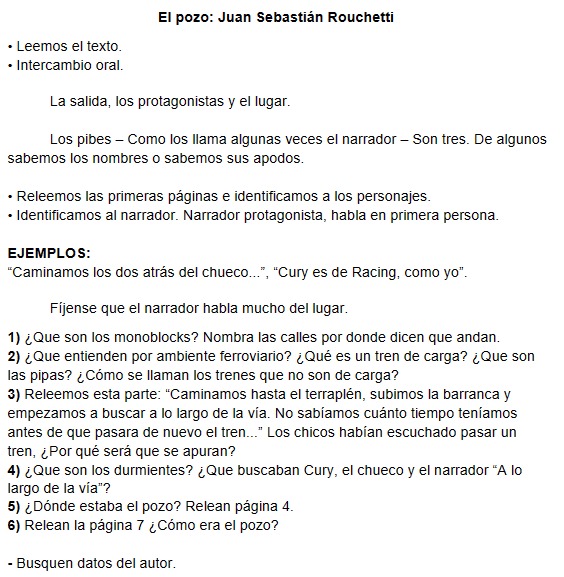 El pozo: Juan Sebastián Rouchetti
• Leemos el texto.
• Intercambio oral.
La salida, los protagonistas y el lugar.
Los pibes – Como los llama algunas veces el narrador – Son tres. De algunos
sabemos los nombres o sabemos sus apodos.
• Releemos las primeras páginas e identificamos a los personajes.
• Identificamos al narrador. Narrador protagonista, habla en primera persona.
EJEMPLOS:
“Caminamos los dos atrás del chueco...”, “Cury es de Racing, como yo”.
Fíjense que el narrador habla mucho del lugar.
1) ¿Que son los monoblocks? Nombra las calles por donde dicen que andan.
2) ¿Que entienden por ambiente ferroviario? ¿Qué es un tren de carga? ¿Que son
las pipas? ¿Cómo se llaman los trenes que no son de carga?
3) Releemos esta parte: “Caminamos hasta el terraplén, subimos la barranca y
empezamos a buscar a lo largo de la vía. No sabíamos cuánto tiempo teníamos
antes de que pasara de nuevo el tren...” Los chicos habían escuchado pasar un
tren, ¿Por qué será que se apuran?
4) ¿Que son los durmientes? ¿Que buscaban Cury, el chueco y el narrador “A lo
largo de la vía”?
5) ¿Dónde estaba el pozo? Relean página 4.
6) Relean la página 7 ¿Cómo era el pozo?
- Busquen datos del autor.